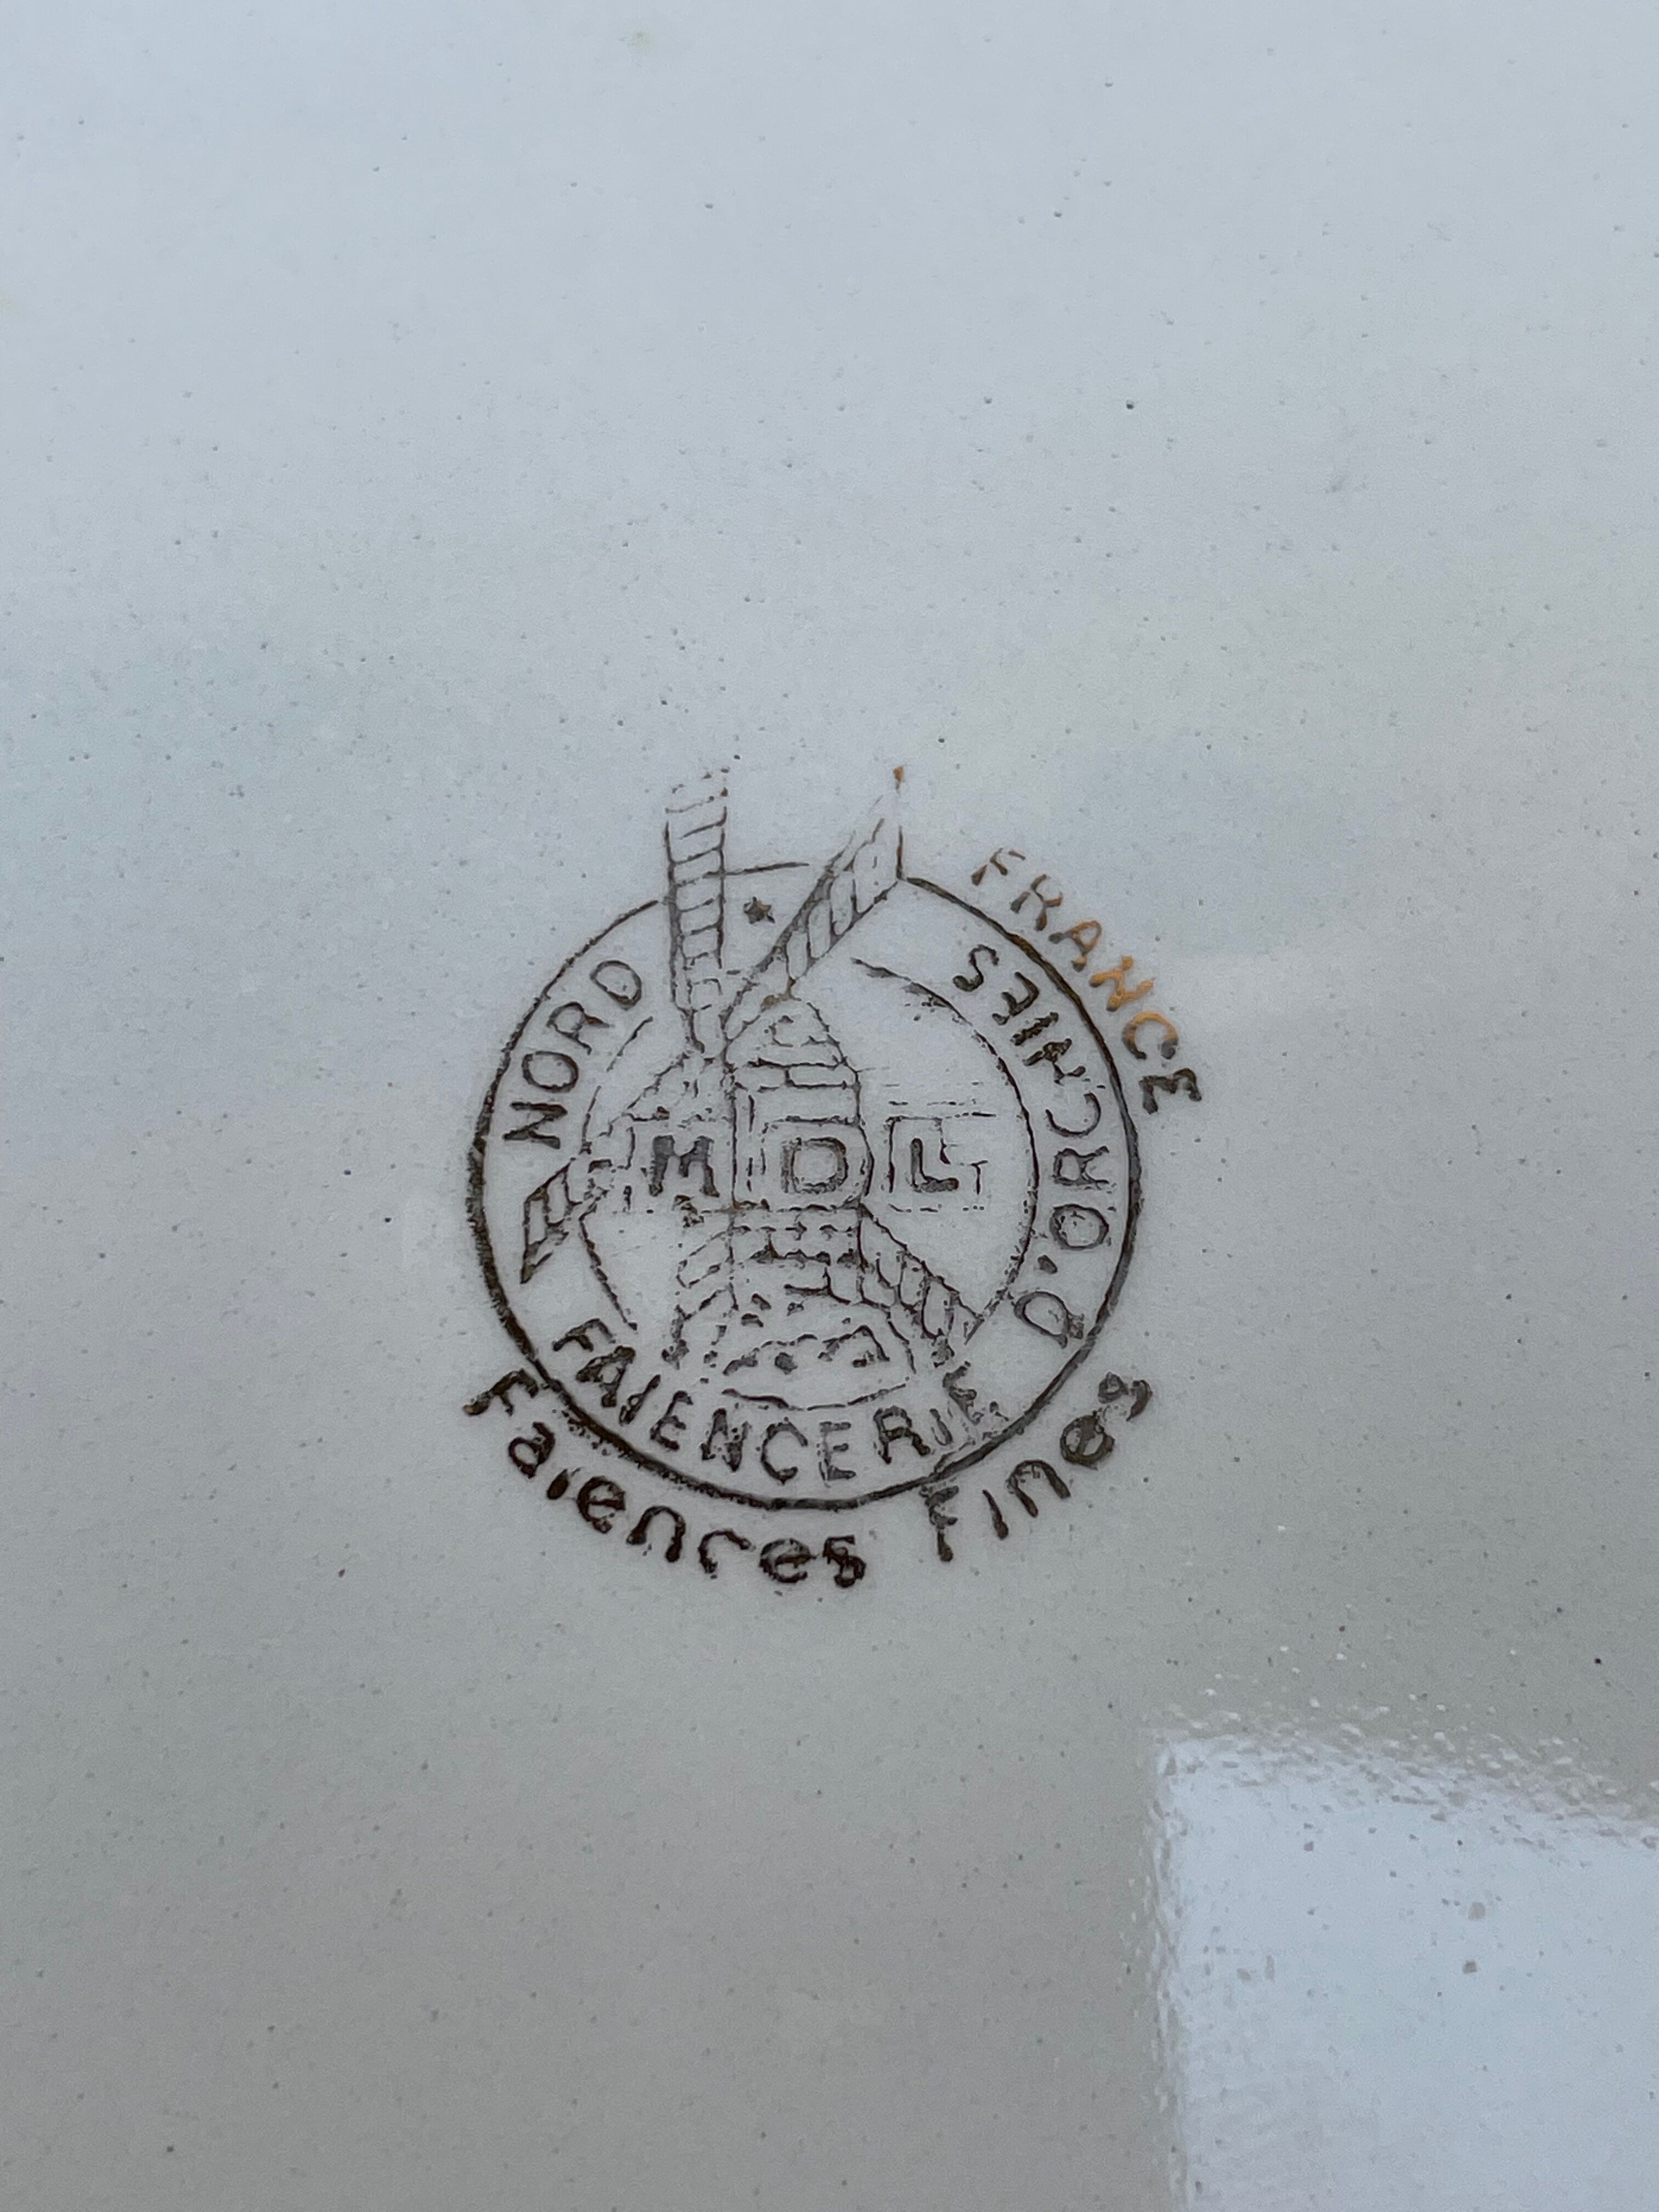 NORD
FAIENCERIE D'ORCHIES
FRANCE
MDL
Faiences Fines